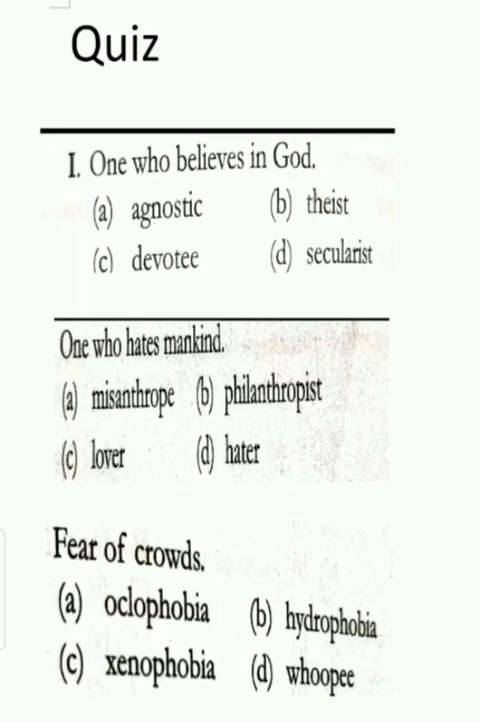 Quiz
I. One who believes in God.
(a) agnostic (b) theist
(c) devotee (d) secularist
One who hates mankind.
(a) misanthrope (b) philanthropist
(c) lover (d) hater
Fear of crowds.
(a) oclophobia (b) hydrophobia
(c) xenophobia (d) whoopee